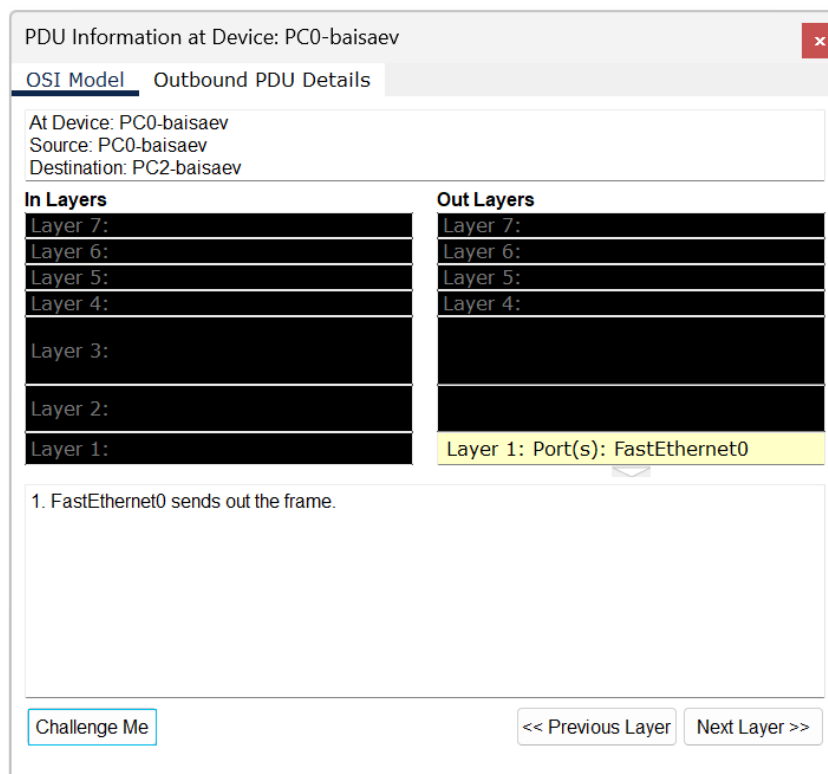 PDU Information at Device: PC0-baisaev
x
OSI Model Outbound PDU Details
At Device: PC0-baisaev
Source: PC0-baisaev
Destination: PC2-baisaev
In Layers
Layer 7:
Layer 6:
Layer 5:
Layer 4:
Layer 3:
Layer 2:
Layer 1:
Out Layers
Layer 7:
Layer 6:
Layer 5:
Layer 4:
Layer 1: Port(s): FastEthernet0
1. FastEthernet0 sends out the frame.
Challenge Me
<< Previous Layer
Next Layer >>